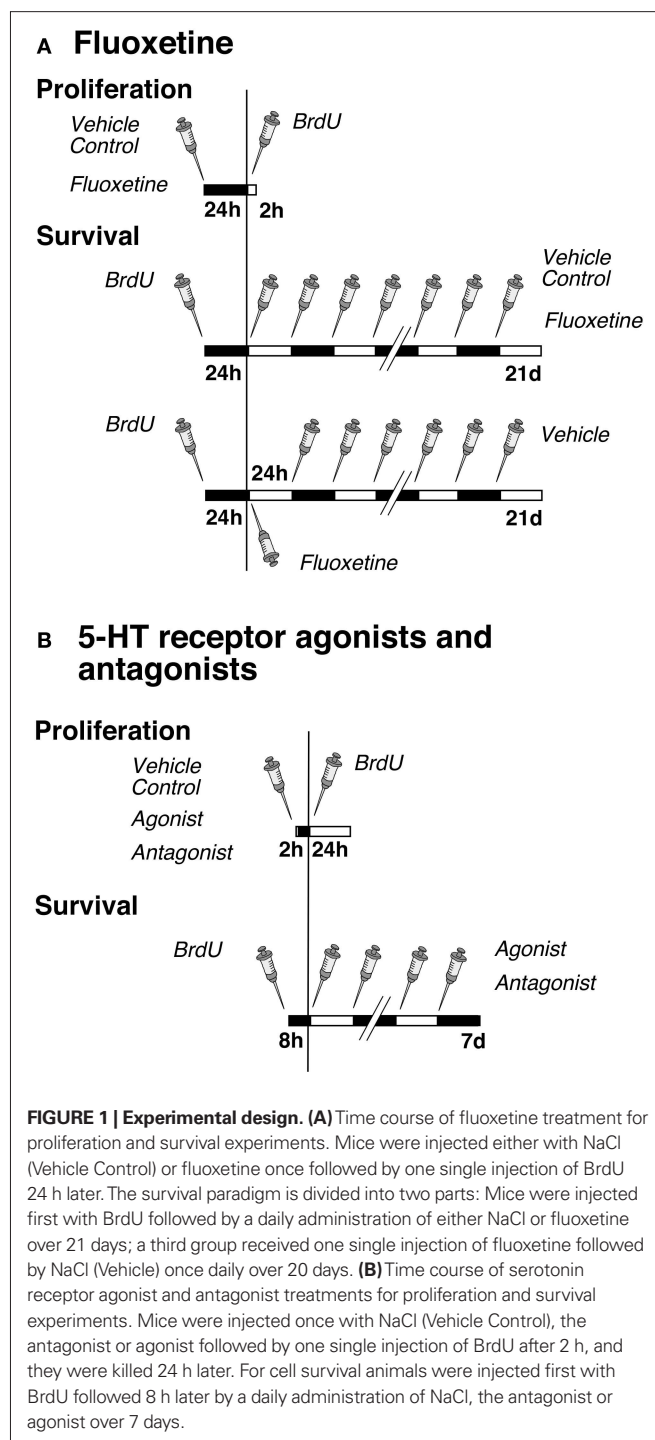 A Fluoxetine
Proliferation
Vehicle
Control
BrdU
Fluoxetine
24h 2h
Survival
BrdU
Vehicle
Control
Fluoxetine
24h 21d
BrdU
Vehicle
24h
24h 21d
Fluoxetine
B 5-HT receptor agonists and
antagonists
Proliferation
Vehicle
Control
BrdU
Agonist
Antagonist
2h 24h
Survival
BrdU
Agonist
Antagonist
8h 7d
FIGURE 1 | Experimental design. (A) Time course of fluoxetine treatment for
proliferation and survival experiments. Mice were injected either with NaCl
(Vehicle Control) or fluoxetine once followed by one single injection of BrdU
24 h later. The survival paradigm is divided into two parts: Mice were injected
first with BrdU followed by a daily administration of either NaCl or fluoxetine
over 21 days; a third group received one single injection of fluoxetine followed
by NaCl (Vehicle) once daily over 20 days. (B) Time course of serotonin
receptor agonist and antagonist treatments for proliferation and survival
experiments. Mice were injected once with NaCl (Vehicle Control), the
antagonist or agonist followed by one single injection of BrdU after 2 h, and
they were killed 24 h later. For cell survival animals were injected first with
BrdU followed 8 h later by a daily administration of NaCl, the antagonist or
agonist over 7 days.